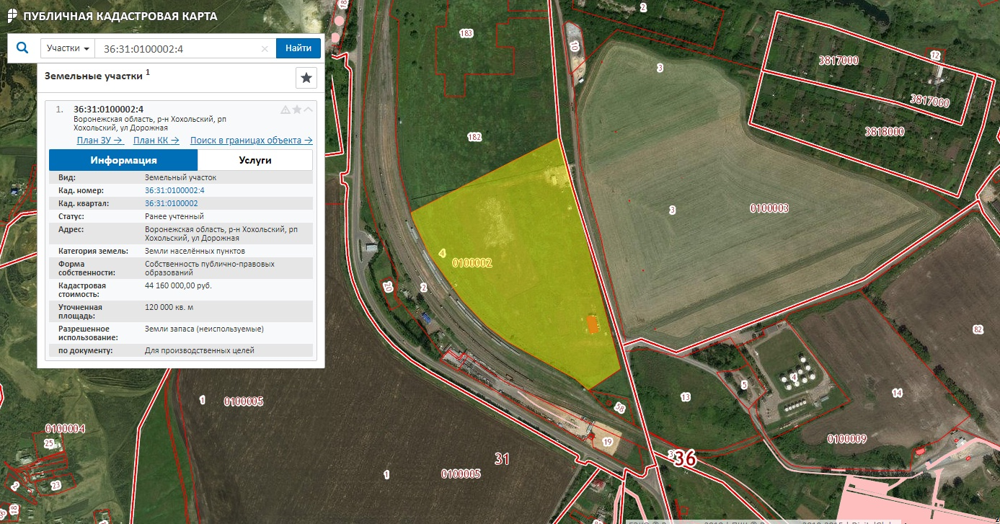 ПУБЛИЧНАЯ КАДАСТРОВАЯ КАРТА
Участки
36:31:0100002:4
Найти
Земельные участки 1
1. 36:31:0100002:4
Воронежская область, р-н Хохольский, рп
Хохольский, ул Дорожная
План ЗУ → План КК → Поиск в границах объекта →
Информация Услуги
Вид: Земельный участок
Кад. номер: 36:31:0100002:4
Кад. квартал: 36:31:0100002
Статус: Ранее учтенный
Адрес: Воронежская область, р-н Хохольский, рп
Хохольский, ул Дорожная
Категория земель: Земли населённых пунктов
Форма Собственность публично-правовых
собственности: образований
Кадастровая 44 160 000,00 руб.
стоимость:
Уточненная 120 000 кв. м
площадь:
Разрешенное Земли запаса (неиспользуемые)
использование:
по документу: Для производственных целей
2
183
10
3
12
3817000
3817000
3818000
182
3
0100003
4
0100002
20
2
82
4
5
13
14
58
1
0100005
0100004
25
19
0100009
31
3
36
1
0100005
2
23
18